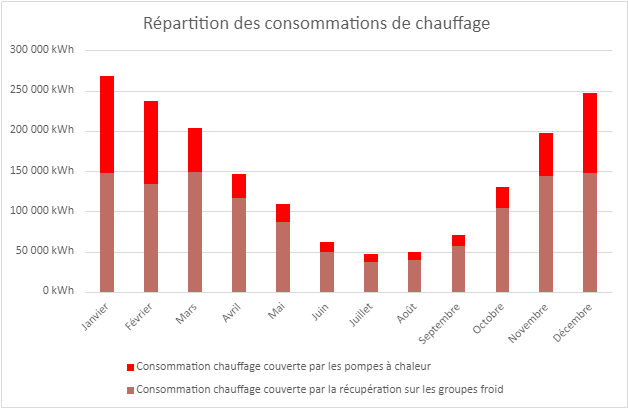 Répartition des consommations de chauffage
300 000 kWh
250 000 kWh
200 000 kWh
150 000 kWh
100 000 kWh
50 000 kWh
0 kWh
Janvier
Février
Mars
Avril
Mai
Juin
Juillet
Août
Septembre
Octobre
Novembre
Décembre
Consommation chauffage couverte par les pompes à chaleur
Consommation chauffage couverte par la récupération sur les groupes froid